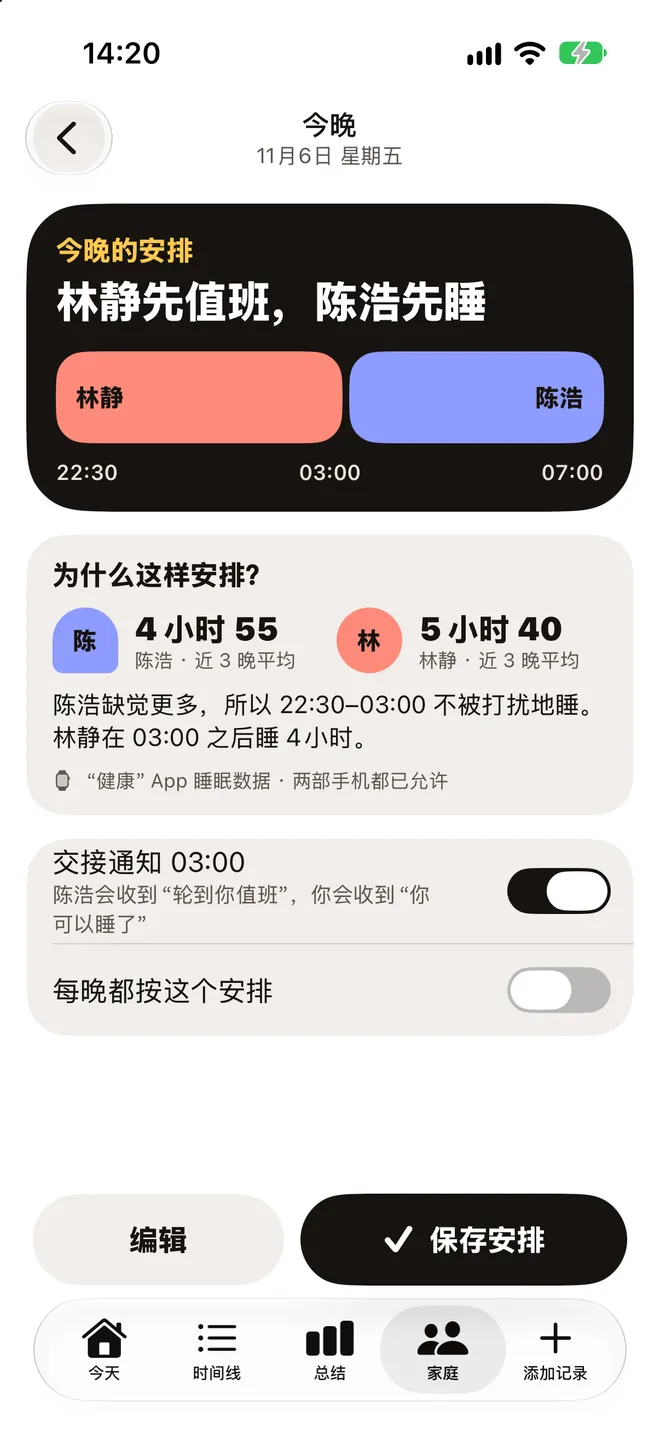 14:20
今晚
11月6日 星期五
今晚的安排
林静先值班，陈浩先睡
林静
陈浩
22:30
03:00
07:00
为什么这样安排？
陈
4 小时 55
陈浩 · 近 3 晚平均
林
5 小时 40
林静 · 近 3 晚平均
陈浩缺觉更多，所以 22:30–03:00 不被打扰地睡。
林静在 03:00 之后睡 4小时。
“健康” App 睡眠数据 · 两部手机都已允许
交接通知 03:00
陈浩会收到 “轮到你值班”，你会收到 “你
可以睡了”
每晚都按这个安排
编辑
保存安排
今天
时间线
总结
家庭
添加记录